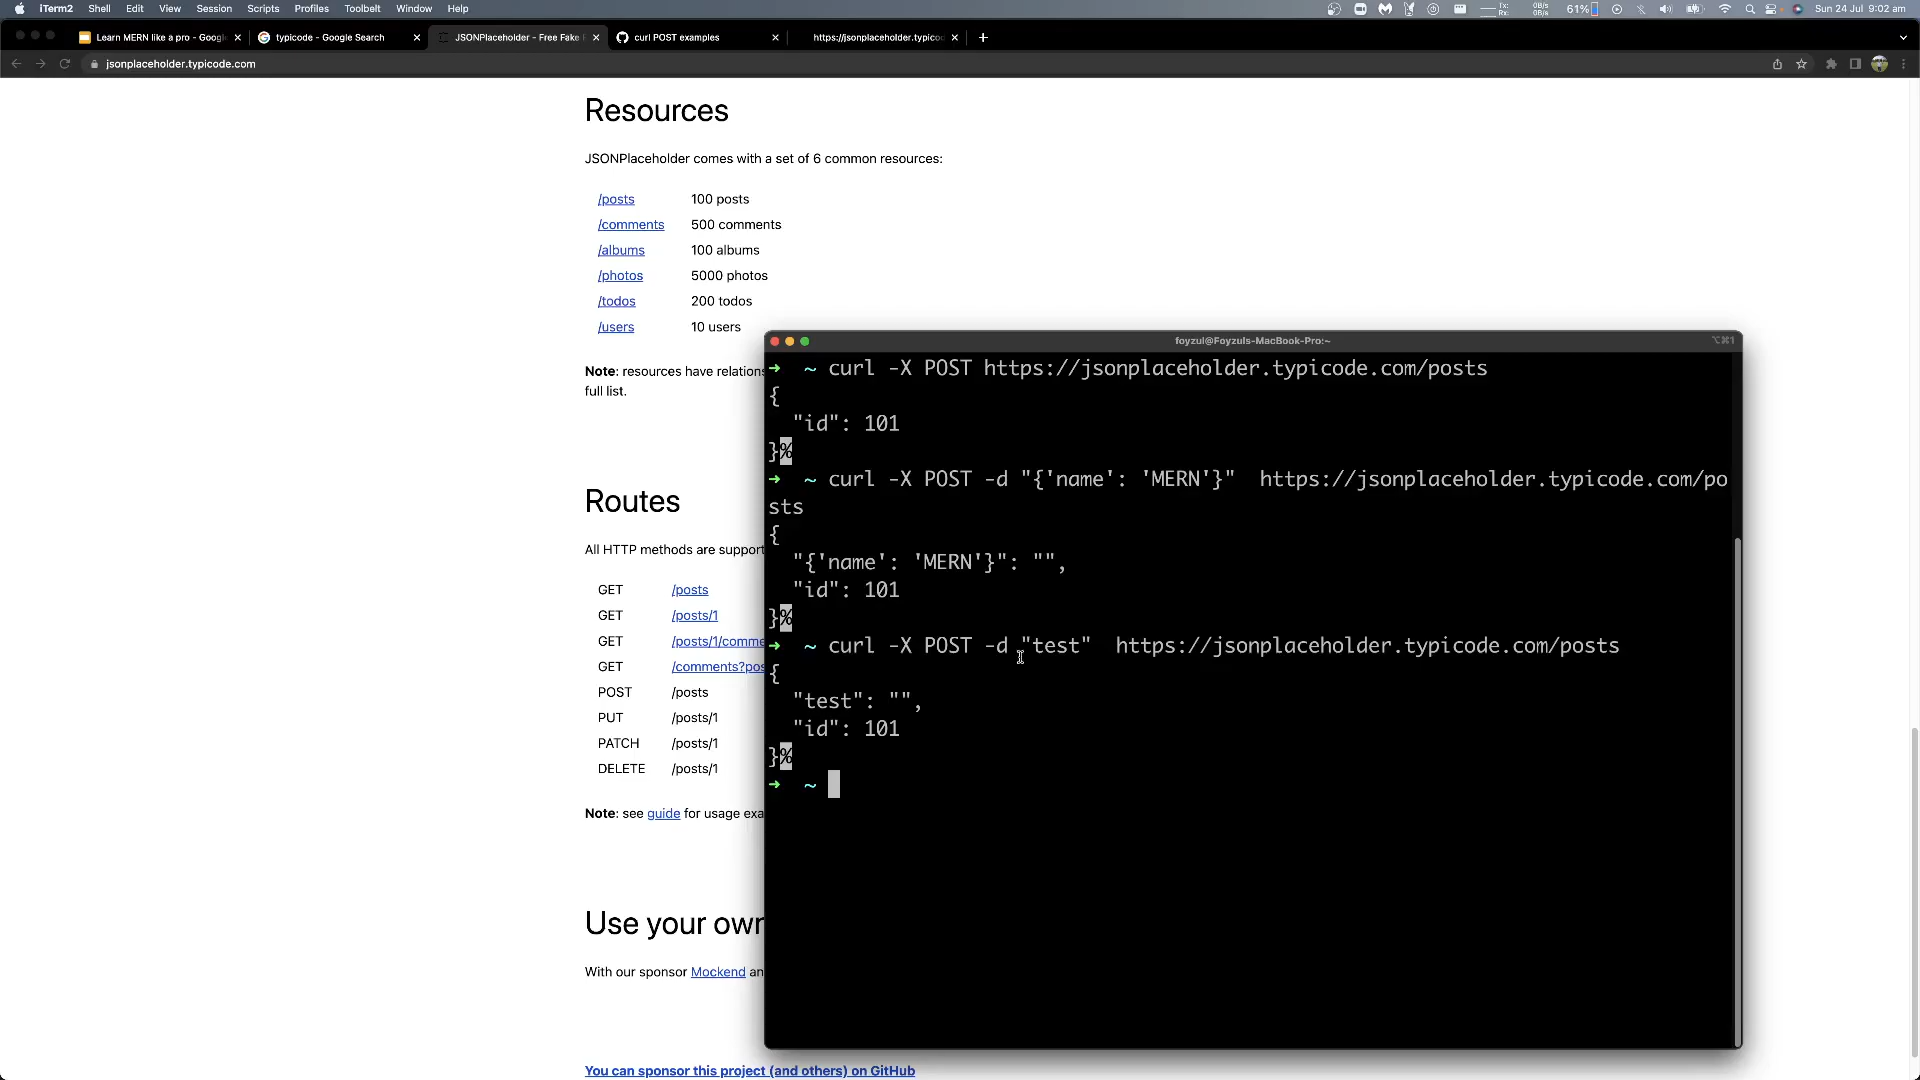 iTerm2 Shell Edit View Session Scripts Profiles Toolbelt Window Help
61%
Sun 24 Jul 9:02 am
Learn MERN like a pro - Googl
typicode - Google Search
JSONPlaceholder - Free Fake
curl POST examples
https://jsonplaceholder.typico
jsonplaceholder.typicode.com
Resources
JSONPlaceholder comes with a set of 6 common resources:
/posts 100 posts
/comments 500 comments
/albums 100 albums
/photos 5000 photos
/todos 200 todos
/users 10 users
Note: resources have relations
full list.
Routes
All HTTP methods are support
GET /posts
GET /posts/1
GET /posts/1/comme
GET /comments?pos
POST /posts
PUT /posts/1
PATCH /posts/1
DELETE /posts/1
Note: see guide for usage exa
Use your own
With our sponsor Mockend an
You can sponsor this project (and others) on GitHub
foyzul@Foyzuls-MacBook-Pro:~
⌥⌘1
➜ ~ curl -X POST https://jsonplaceholder.typicode.com/posts
{
"id": 101
}%
➜ ~ curl -X POST -d "{'name': 'MERN'}"  https://jsonplaceholder.typicode.com/po
sts
{
"{'name': 'MERN'}": "",
"id": 101
}%
➜ ~ curl -X POST -d "test"  https://jsonplaceholder.typicode.com/posts
{
"test": "",
"id": 101
}%
➜ ~